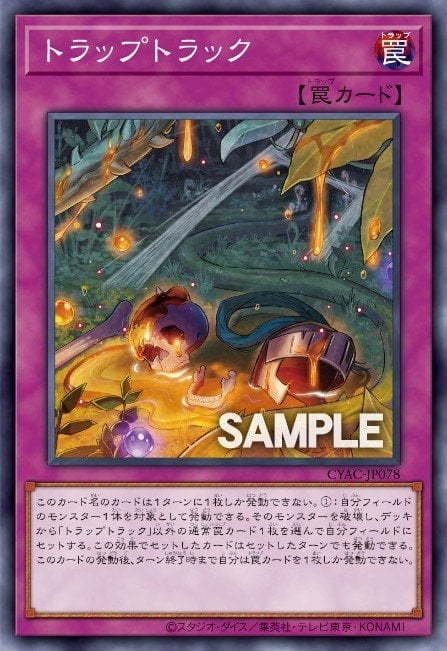 トラップトラック
トラップ
罠
トラップ
【罠カード】
SAMPLE
CYAC-JP078
このカード名のカードは1ターンに1枚しか発動できない。①：自分フィールド
のモンスター1体を対象として発動できる。そのモンスターを破壊し、デッキ
から「トラップトラック」以外の通常罠カード1枚を選んで自分フィールドに
セットする。この効果でセットしたカードはセットしたターンでも発動できる。
このカードの発動後、ターン終了時まで自分は罠カードを1枚しか発動できない。
©スタジオ・ダイス／集英社・テレビ東京・KONAMI